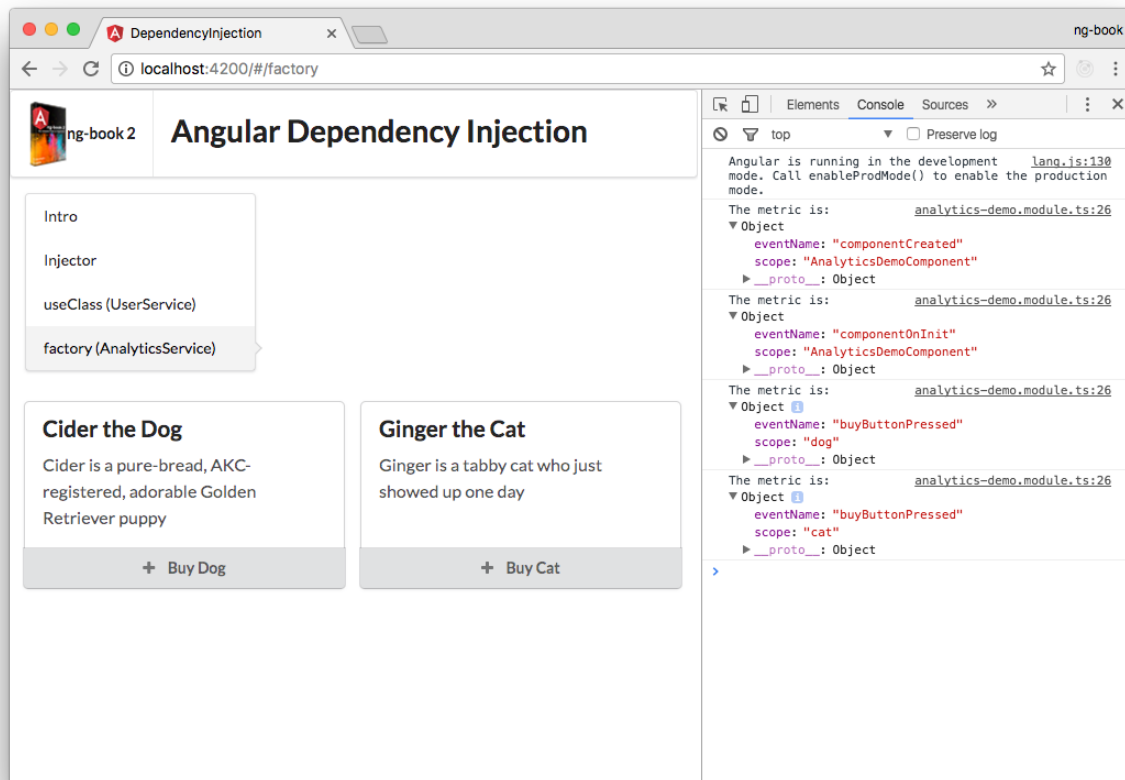 DependencyInjection
ng-book
localhost:4200/#/factory
ng-book 2
Angular Dependency Injection
Intro
Injector
useClass (UserService)
factory (AnalyticsService)
Cider the Dog
Cider is a pure-bread, AKC-
registered, adorable Golden
Retriever puppy
Buy Dog
Ginger the Cat
Ginger is a tabby cat who just
showed up one day
Buy Cat
Elements Console Sources »
top Preserve log
Angular is running in the development lang.js:130
mode. Call enableProdMode() to enable the production
mode.
The metric is: analytics-demo.module.ts:26
Object
eventName: "componentCreated"
scope: "AnalyticsDemoComponent"
__proto__: Object
The metric is: analytics-demo.module.ts:26
Object
eventName: "componentOnInit"
scope: "AnalyticsDemoComponent"
__proto__: Object
The metric is: analytics-demo.module.ts:26
Object i
eventName: "buyButtonPressed"
scope: "dog"
__proto__: Object
The metric is: analytics-demo.module.ts:26
Object i
eventName: "buyButtonPressed"
scope: "cat"
__proto__: Object